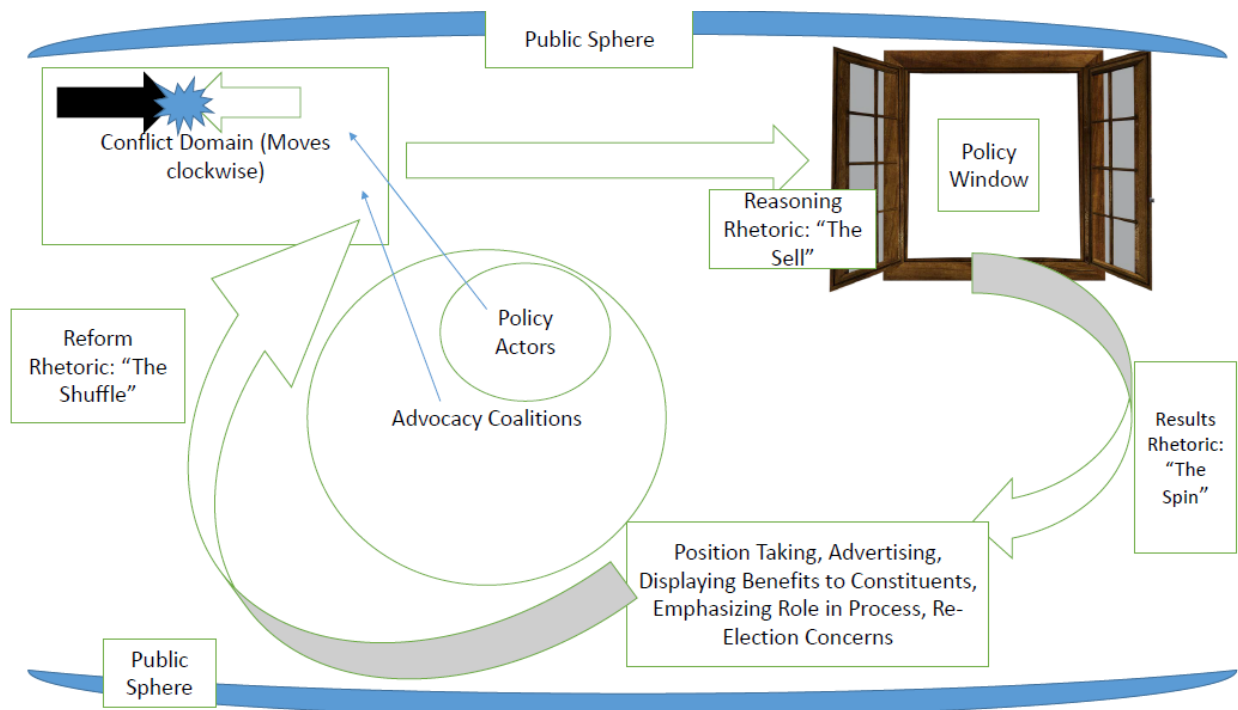 Public Sphere
Conflict Domain (Moves
clockwise)
Policy
Window
Reasoning
Rhetoric: “The
Sell”
Policy
Actors
Reform
Rhetoric: “The
Shuffle”
Advocacy Coalitions
Results
Rhetoric:
“The
Spin”
Position Taking, Advertising,
Displaying Benefits to Constituents,
Emphasizing Role in Process, Re-
Election Concerns
Public
Sphere